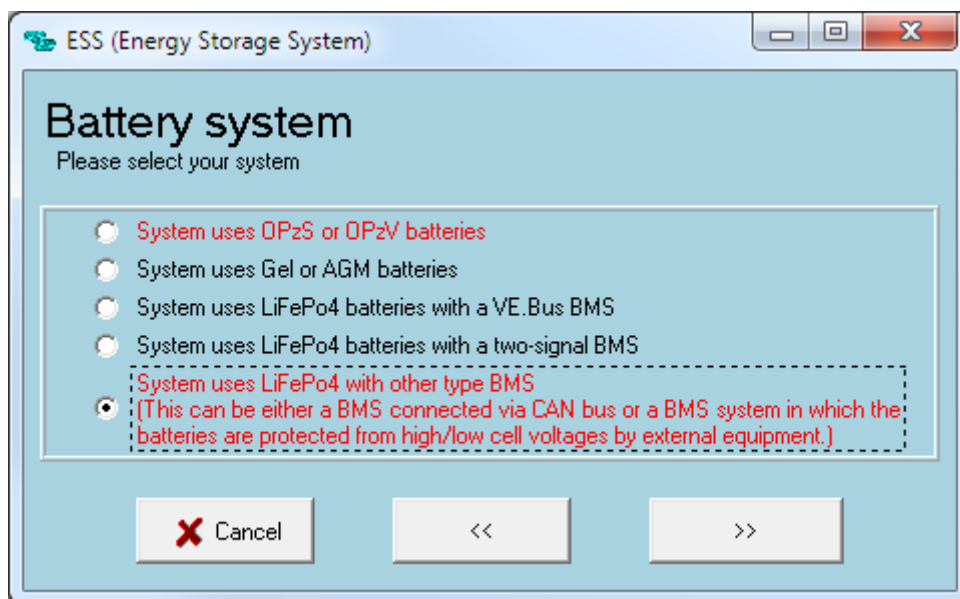 ESS (Energy Storage System)
Battery system
Please select your system
System uses OPzS or OPzV batteries
System uses Gel or AGM batteries
System uses LiFePo4 batteries with a VE.Bus BMS
System uses LiFePo4 batteries with a two-signal BMS
System uses LiFePo4 with other type BMS
(This can be either a BMS connected via CAN bus or a BMS system in which the
batteries are protected from high/low cell voltages by external equipment.)
Cancel
<<
>>